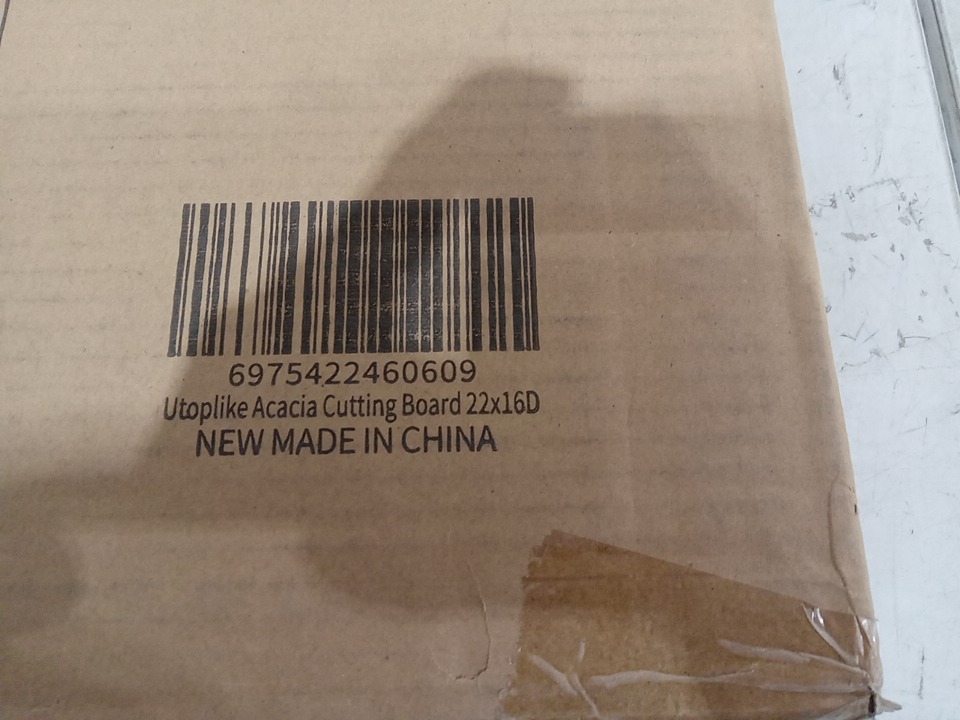 6975422460609
Utoplike Acacia Cutting Board 22x16D
NEW MADE IN CHINA